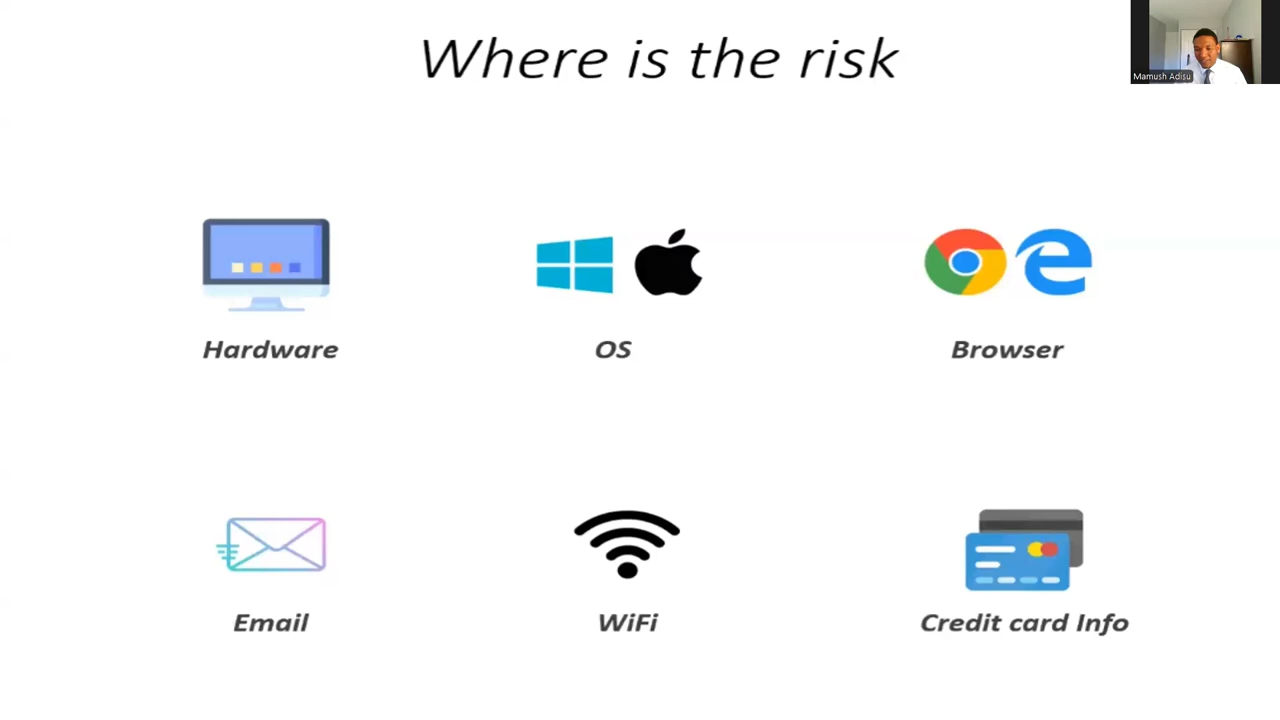 Where is the risk
Mamush Adisu
Hardware
OS
Browser
Email
WiFi
Credit card Info